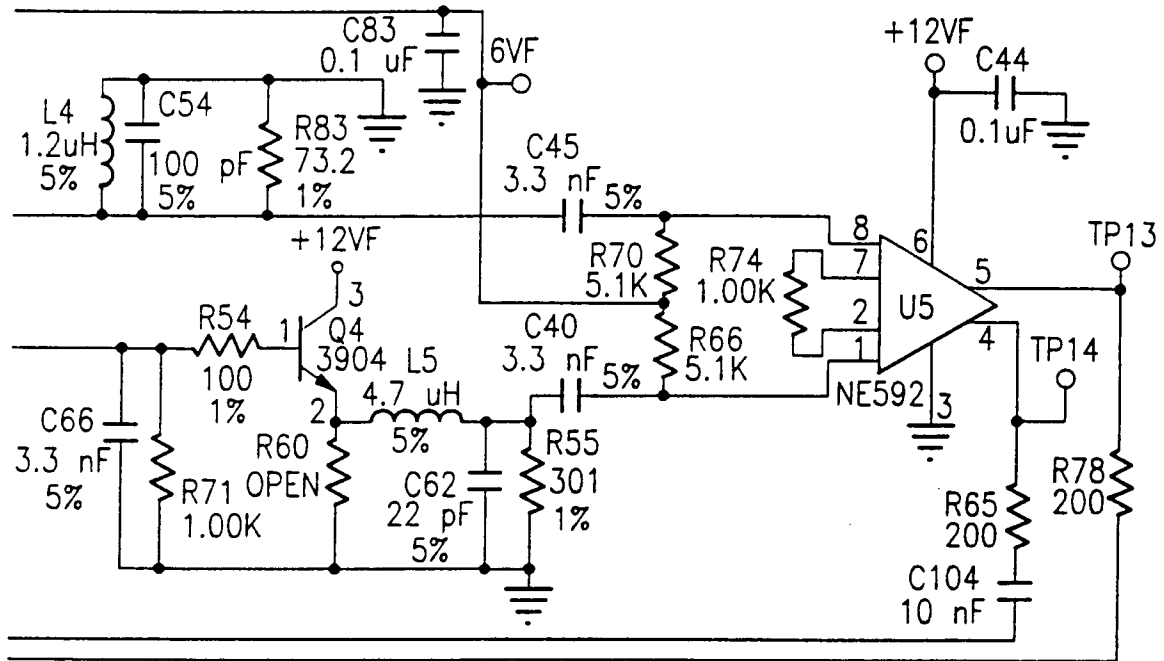 C83
0.1 uF
6VF
+12VF
C44
0.1uF
L4
1.2uH
5%
C54
100 pF
5%
R83
73.2
1%
C45
3.3 nF
5%
+12VF
3
R70
5.1K
R74
1.00K
8
7
2
1
6
U5
5
4
TP13
R54
100
1%
1
Q4
3904
2
C40
3.3 nF
5%
R66
5.1K
NE592
3
TP14
L5
4.7 uH
5%
C66
3.3 nF
5%
R71
1.00K
R60
OPEN
C62
22 pF
5%
R55
301
1%
R65
200
R78
200
C104
10 nF